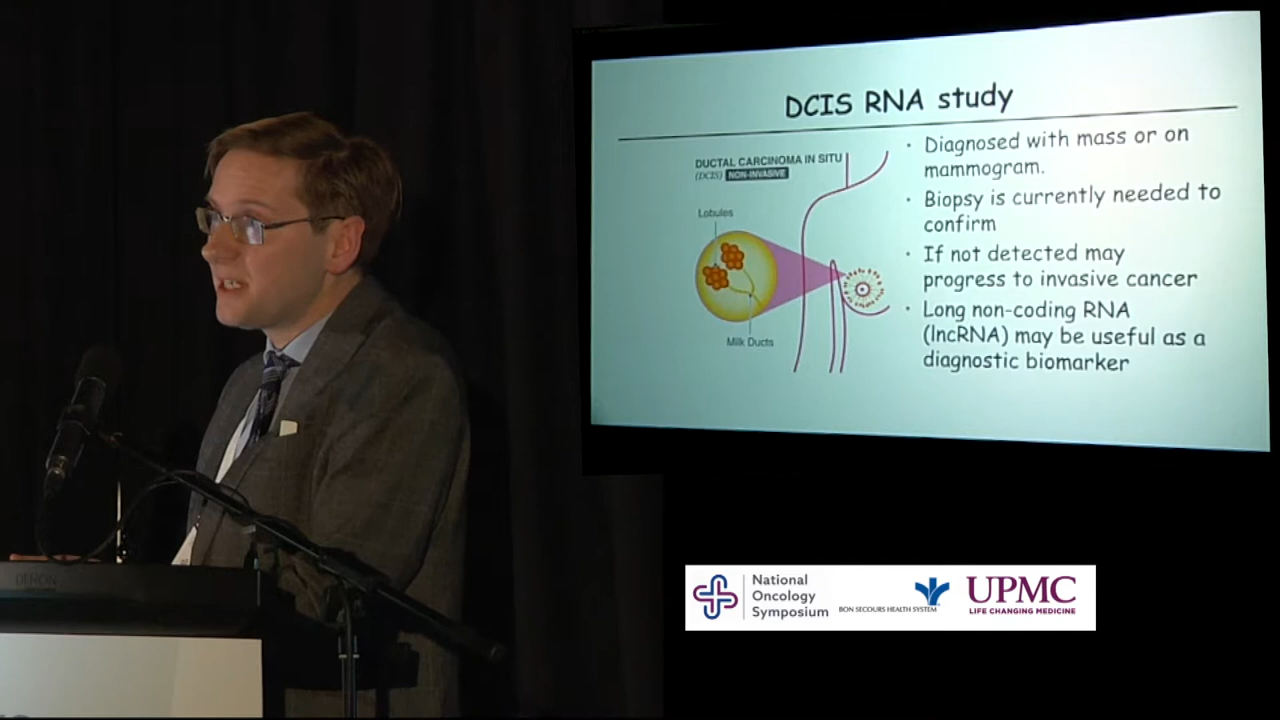 DCIS RNA study
DUCTAL CARCINOMA IN SITU
(DCIS) NON-INVASIVE
Lobules
Milk Ducts
• Diagnosed with mass or on
mammogram.
• Biopsy is currently needed to
confirm
• If not detected may
progress to invasive cancer
• Long non-coding RNA
(lncRNA) may be useful as a
diagnostic biomarker
DENON
National
Oncology
Symposium
BON SECOURS HEALTH SYSTEM
UPMC
LIFE CHANGING MEDICINE